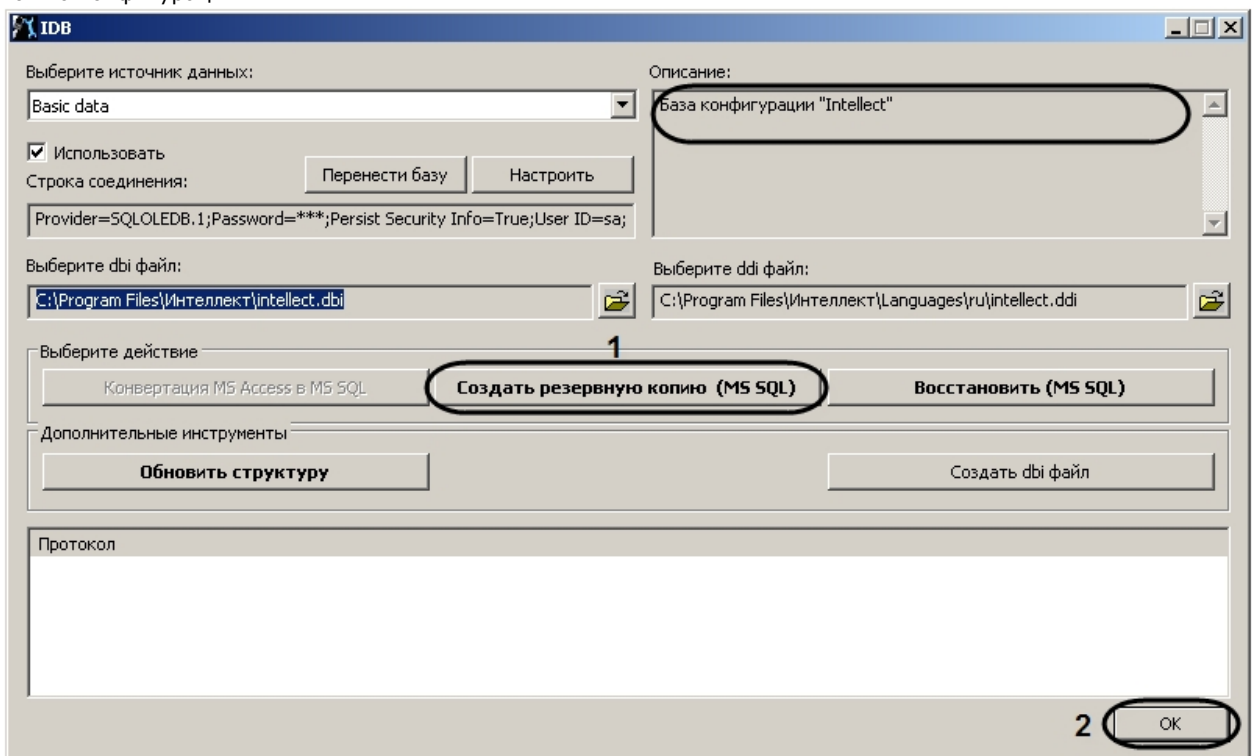 IDB
Выберите источник данных:
Описание:
Basic data
База конфигурации "Intellect"
Использовать
Строка соединения:
Перенести базу
Настроить
Provider=SQLOLEDB.1;Password=***;Persist Security Info=True;User ID=sa;
Выберите dbi файл:
Выберите ddi файл:
C:\Program Files\Интеллект\intellect.dbi
C:\Program Files\Интеллект\Languages\ru\intellect.ddi
Выберите действие
1
Конвертация MS Access в MS SQL
Создать резервную копию (MS SQL)
Восстановить (MS SQL)
Дополнительные инструменты
Обновить структуру
Создать dbi файл
Протокол
2
OK